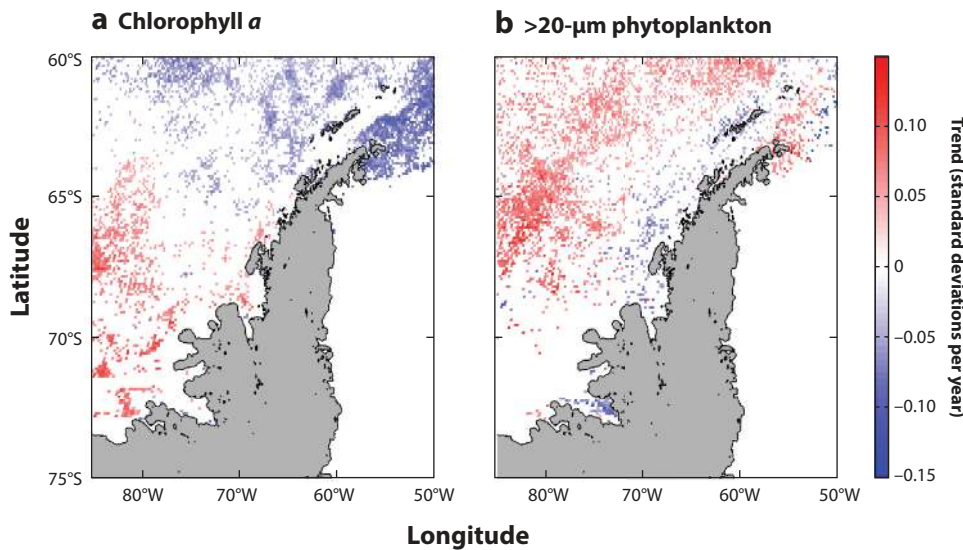 a Chlorophyll a
b >20-µm phytoplankton
60°S
65°S
70°S
75°S
Latitude
80°W
70°W
60°W
50°W
80°W
70°W
60°W
50°W
Longitude
0.10
0.05
0
−0.05
−0.10
−0.15
Trend (standard deviations per year)